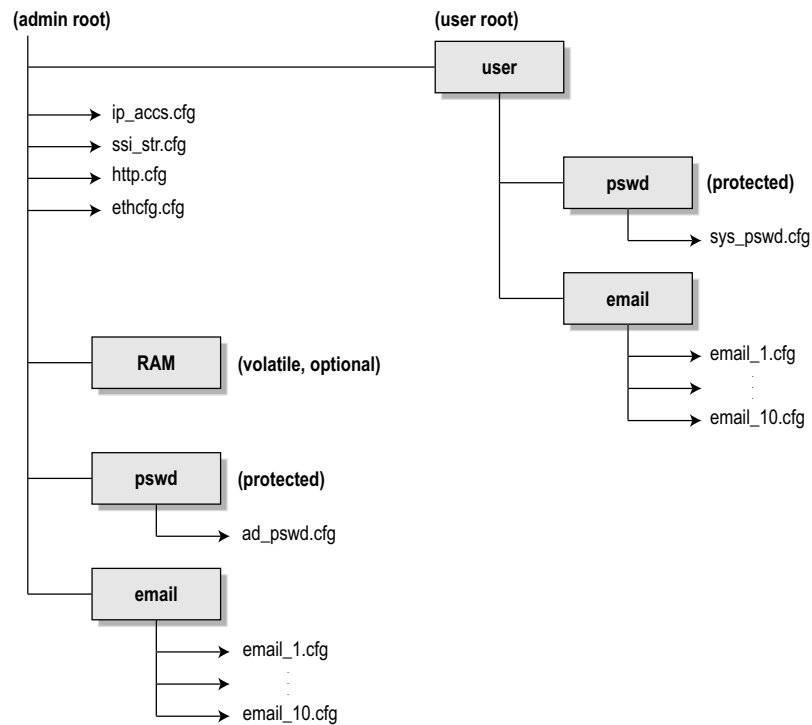 (admin root)
(user root)
user
ip_accs.cfg
ssi_str.cfg
http.cfg
ethcfg.cfg
pswd
(protected)
sys_pswd.cfg
email
email_1.cfg
email_10.cfg
RAM
(volatile, optional)
pswd
(protected)
ad_pswd.cfg
email
email_1.cfg
email_10.cfg